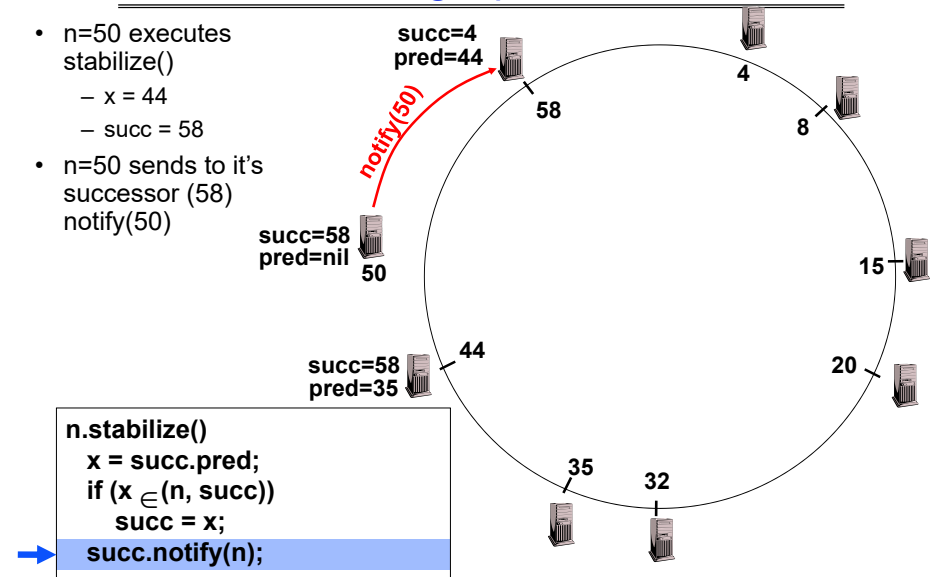 • n=50 executes
stabilize()
– x = 44
– succ = 58
• n=50 sends to it's
successor (58)
notify(50)
succ=4
pred=44
58
notify(50)
succ=58
pred=nil
50
succ=58
pred=35
44
4
8
15
20
32
35
n.stabilize()
x = succ.pred;
if (x ∈ (n, succ))
succ = x;
succ.notify(n);